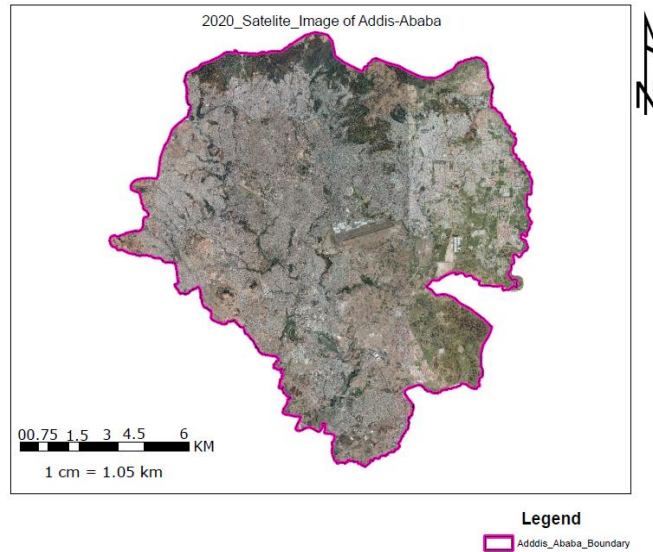 2020_Satelite_Image of Addis-Ababa
N
00.75 1.5 3 4.5 6
KM
1 cm = 1.05 km
Legend
Adddis_Ababa_Boundary